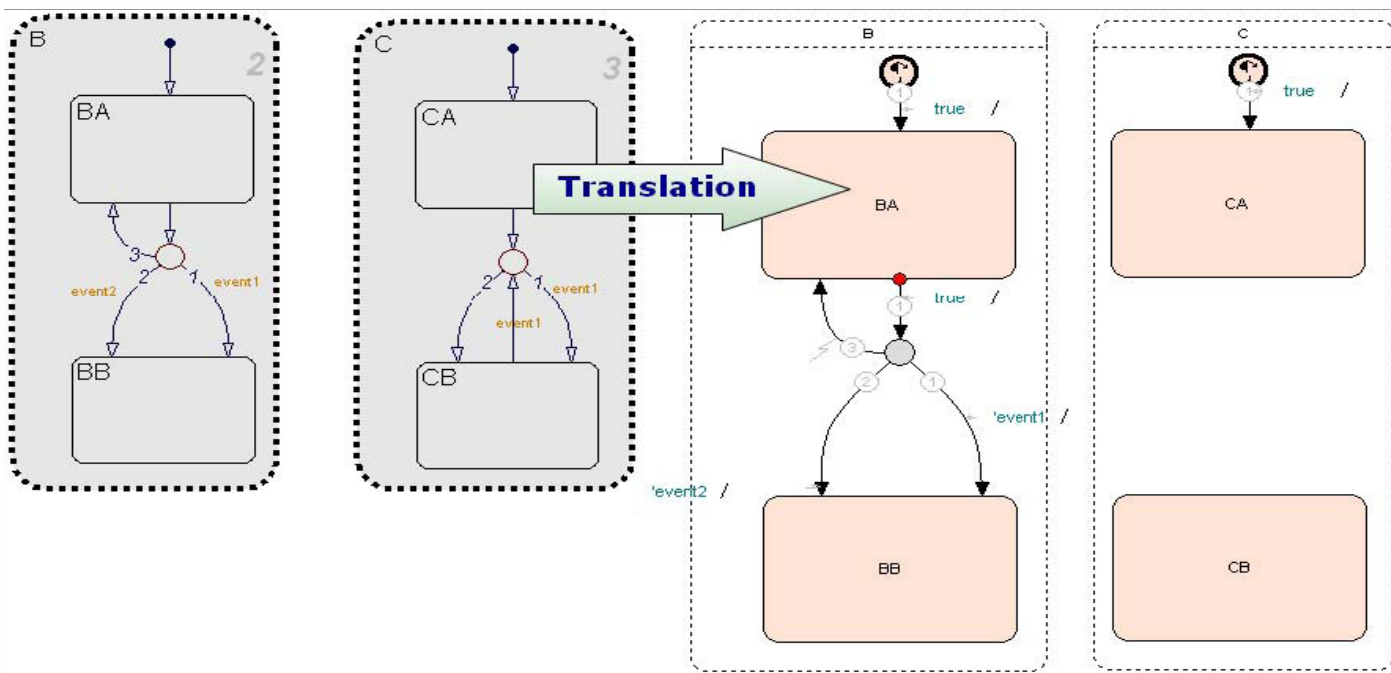 B
2
BA
3
2
1
event2
event1
BB
C
3
CA
2
1
event1
event1
CB
Translation
B
1
true /
BA
1
true /
3
2
1
'event1 /
'event2 /
BB
C
1
true /
CA
CB